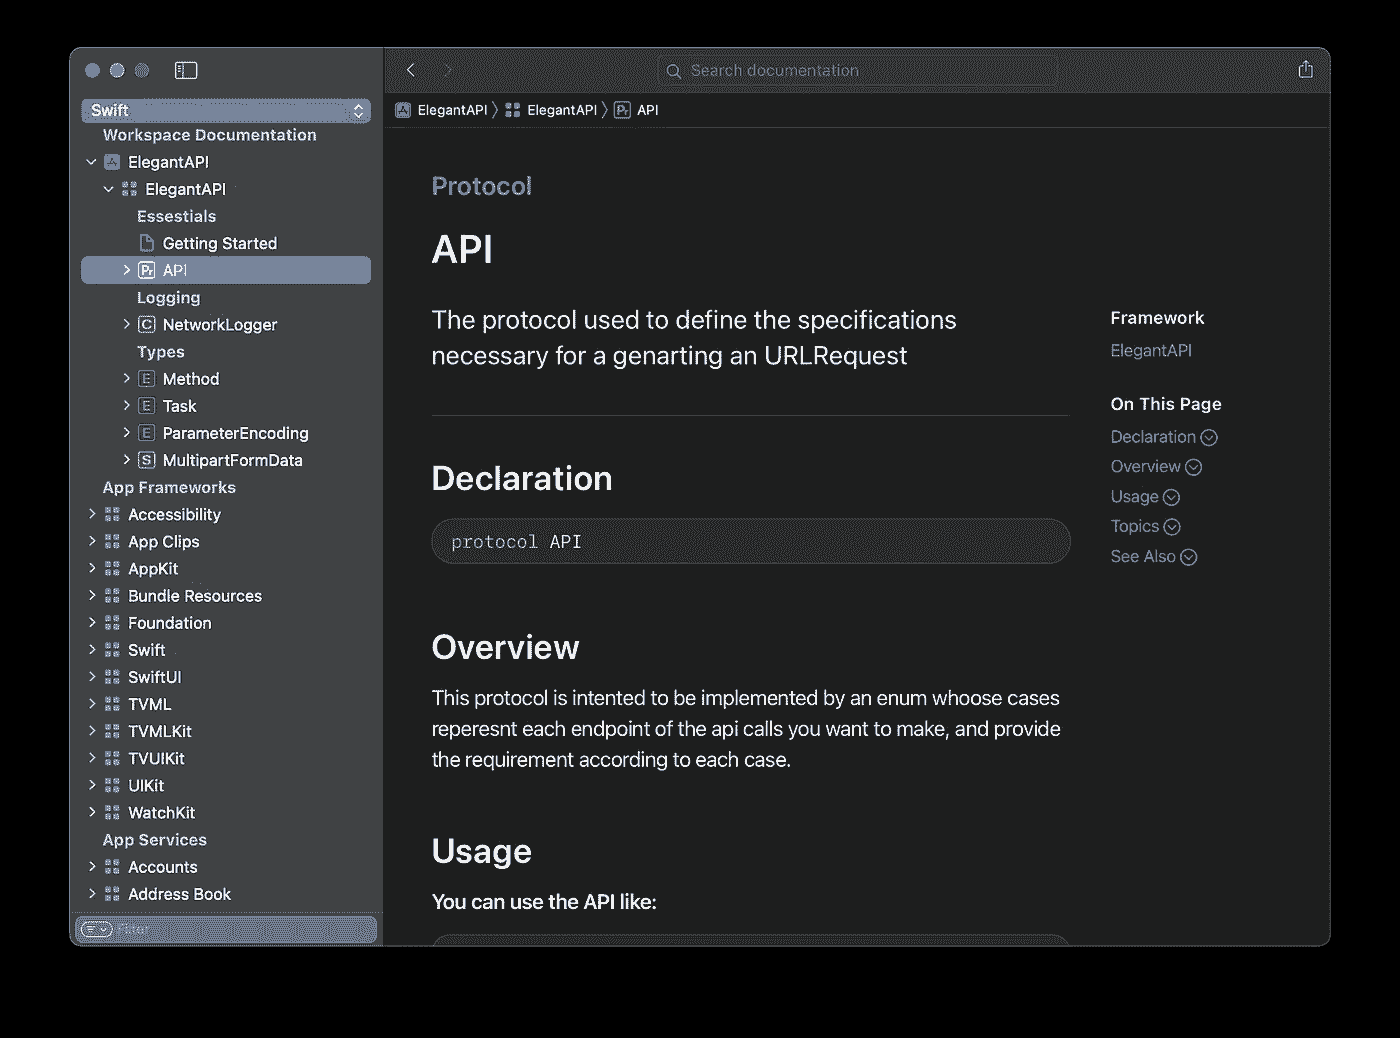 Swift
Workspace Documentation
ElegantAPI
ElegantAPI
Essestials
Getting Started
Pr API
Logging
C NetworkLogger
Types
E Method
E Task
E ParameterEncoding
S MultipartFormData
App Frameworks
Accessibility
App Clips
AppKit
Bundle Resources
Foundation
Swift
SwiftUI
TVML
TVMLKit
TVUIKit
UIKit
WatchKit
App Services
Accounts
Address Book
Filter
Search documentation
ElegantAPI ElegantAPI Pr API
Protocol
API
The protocol used to define the specifications
necessary for a genarting an URLRequest
Declaration
protocol API
Overview
This protocol is intented to be implemented by an enum whoose cases
reperesnt each endpoint of the api calls you want to make, and provide
the requirement according to each case.
Usage
You can use the API like:
Framework
ElegantAPI
On This Page
Declaration
Overview
Usage
Topics
See Also